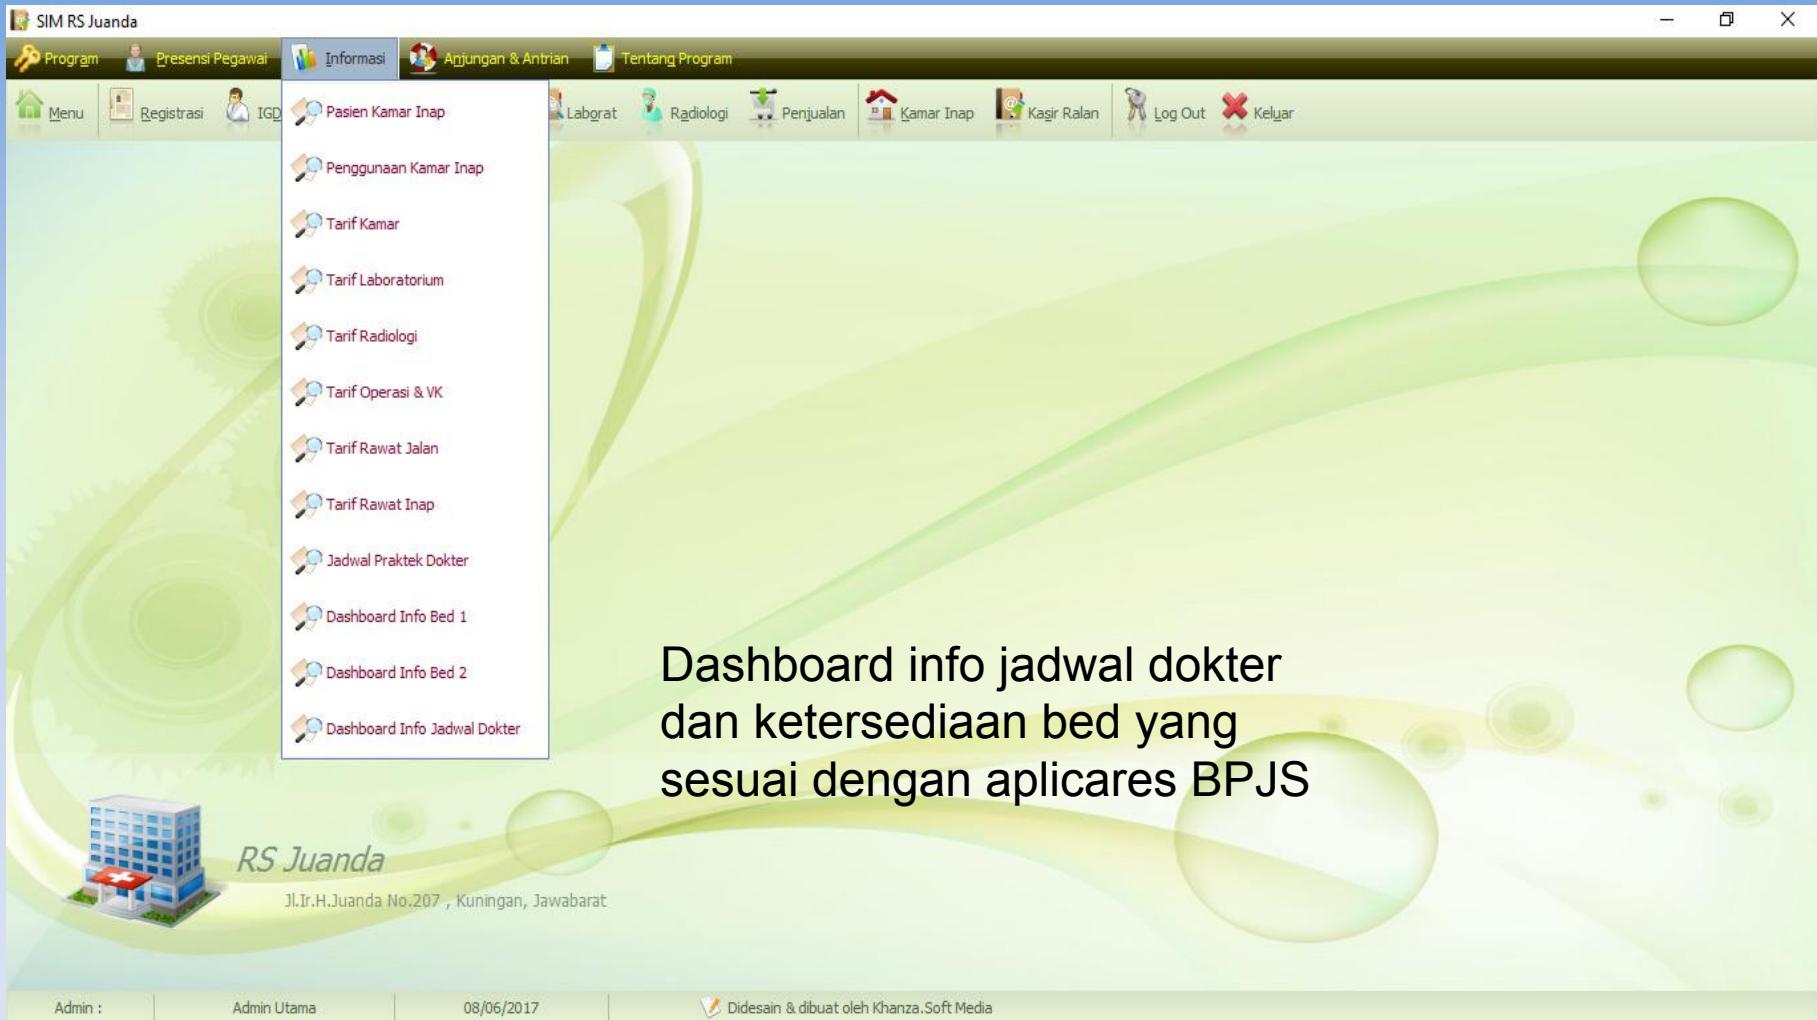 SIM RS Juanda
Program Presensi Pegawai Informasi Anjungan & Antrian Tentang Program
Menu Registrasi IGD Laborat Radiologi Penjualan Kamar Inap Kasir Ralan Log Out Keluar
Pasien Kamar Inap
Penggunaan Kamar Inap
Tarif Kamar
Tarif Laboratorium
Tarif Radiologi
Tarif Operasi & VK
Tarif Rawat Jalan
Tarif Rawat Inap
Jadwal Praktek Dokter
Dashboard Info Bed 1
Dashboard Info Bed 2
Dashboard Info Jadwal Dokter
Dashboard info jadwal dokter
dan ketersediaan bed yang
sesuai dengan aplicares BPJS
RS Juanda
Jl.Ir.H.Juanda No.207 , Kuningan, Jawabarat
Admin : Admin Utama 08/06/2017 Didesain & dibuat oleh Khanza.Soft Media